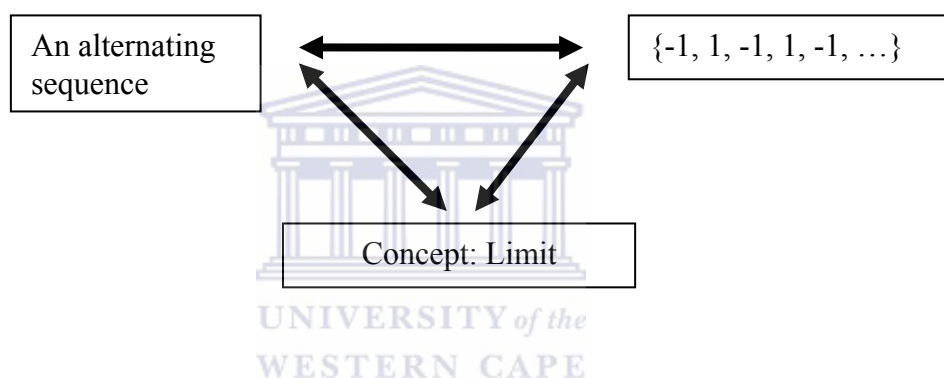 An alternating
sequence
{-1, 1, -1, 1, -1, …}
Concept: Limit
UNIVERSITY of the
WESTERN CAPE